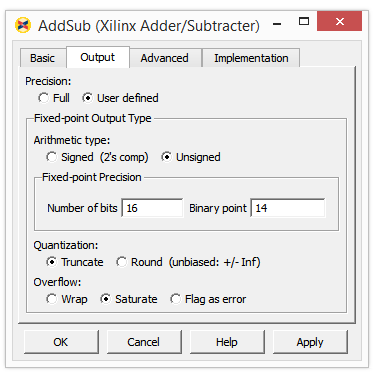 AddSub (Xilinx Adder/Subtracter)
Basic Output Advanced Implementation
Precision:
Full User defined
Fixed-point Output Type
Arithmetic type:
Signed (2's comp) Unsigned
Fixed-point Precision
Number of bits 16 Binary point 14
Quantization:
Truncate Round (unbiased: +/- Inf)
Overflow:
Wrap Saturate Flag as error
OK Cancel Help Apply